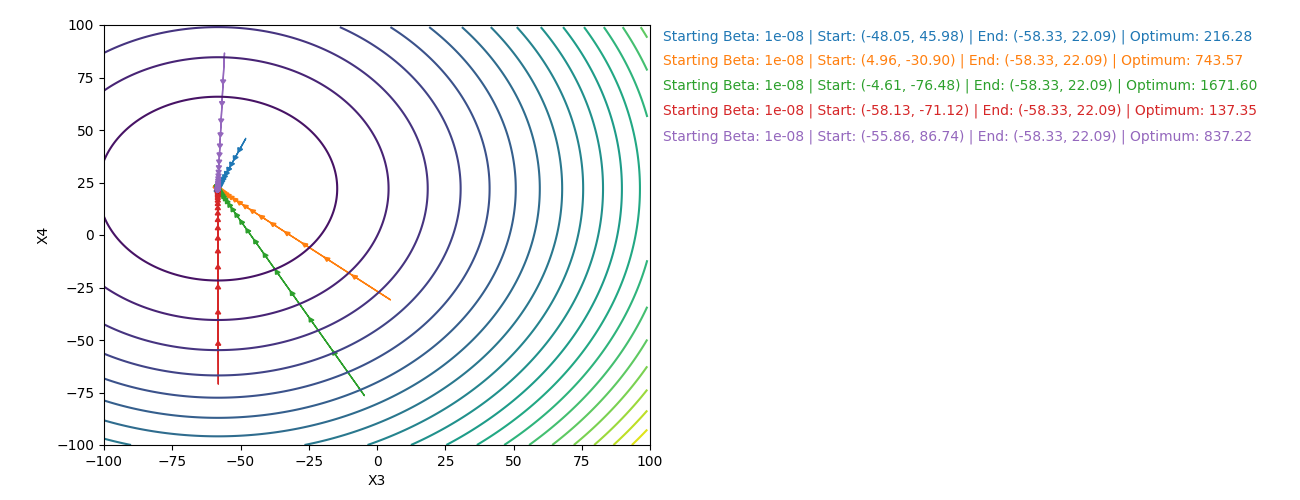 100
75
50
25
0
−25
−50
−75
−100
X4
−100
−75
−50
−25
0
25
50
75
100
X3
Starting Beta: 1e-08 | Start: (-48.05, 45.98) | End: (-58.33, 22.09) | Optimum: 216.28
Starting Beta: 1e-08 | Start: (4.96, -30.90) | End: (-58.33, 22.09) | Optimum: 743.57
Starting Beta: 1e-08 | Start: (-4.61, -76.48) | End: (-58.33, 22.09) | Optimum: 1671.60
Starting Beta: 1e-08 | Start: (-58.13, -71.12) | End: (-58.33, 22.09) | Optimum: 137.35
Starting Beta: 1e-08 | Start: (-55.86, 86.74) | End: (-58.33, 22.09) | Optimum: 837.22